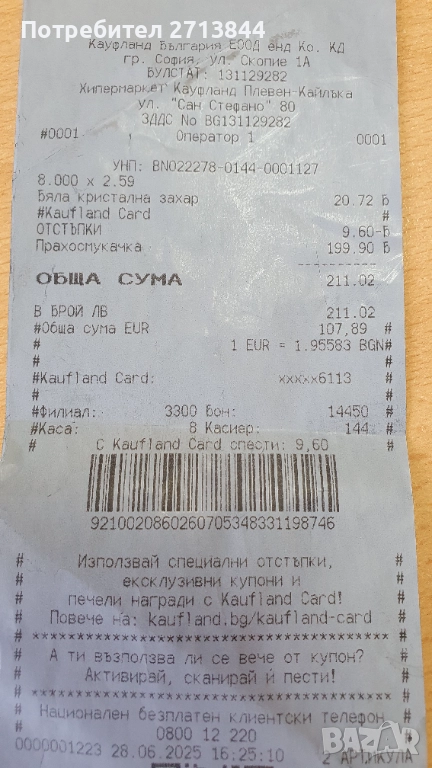 Потребител 2713844
Кауфланд България ЕООД енд Ко. КД
гр. София, ул. Скопие 1А
БУЛСТАТ: 131129282
Хипермаркет Кауфланд Плевен-Кайлъка
ул. "Сан Стефано" 80
ЗДДС No BG131129282
#0001 Оператор 1 0001
УНП: BN022278-0144-0001127
8.000 x 2.59
Бяла кристална захар 20.72 Б
#Kaufland Card #
ОТСТЪПКИ 9.60-Б
Прахосмукачка 199.90 Б
ОБЩА СУМА 211.02
В БРОЙ ЛВ 211.02
#Обща сума EUR 107,89 #
# 1 EUR = 1.95583 BGN#
# #
#Kaufland Card: xxxxx6113 #
#Филиал: 3300 бон: 14450 #
#Каса: 8 Касиер: 144 #
# С Kaufland Card спести: 9,60 #
9210020860260705348331198746
# #
# Използвай специални отстъпки, #
# ексклузивни купони и #
# печели награди с Kaufland Card! #
# Повече на: kaufland.bg/kaufland-card #
# ************************************ #
# А ти възползва ли се вече от купон? #
# Активирай, сканирай и пести! #
# ************************************ #
# Национален безплатен клиентски телефон #
# 0800 12 220 #
0000001223 28.06.2025 16:25:10 2 АРТИКУЛА
BAZAR